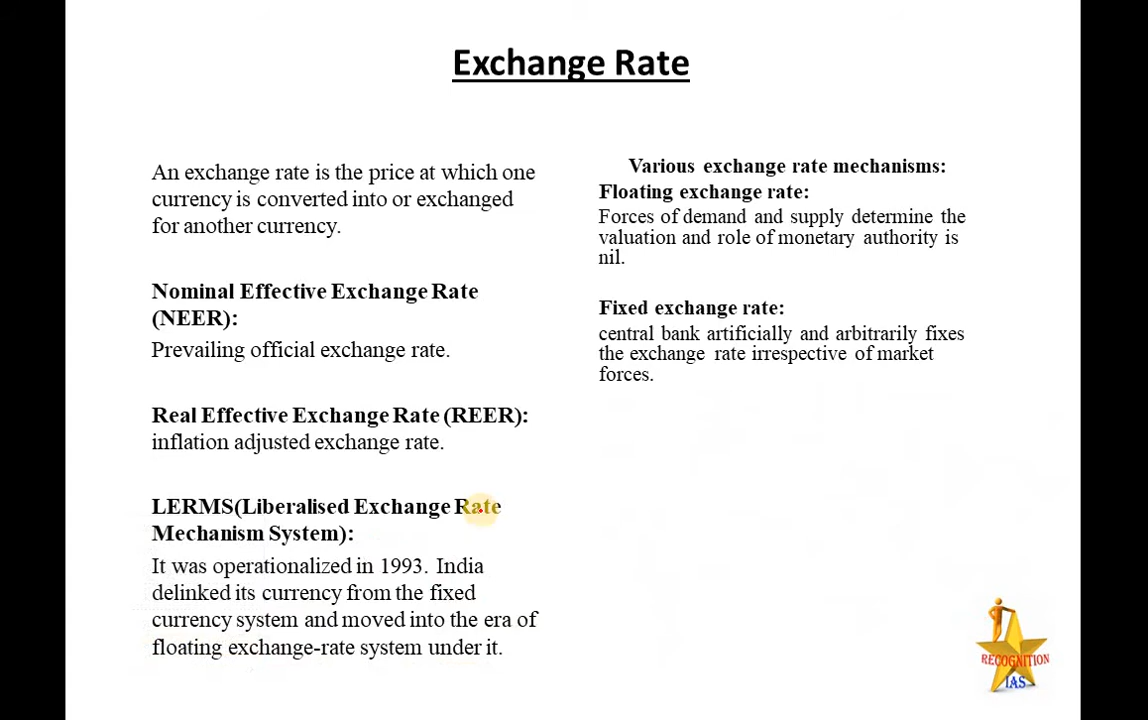 Exchange Rate
An exchange rate is the price at which one
currency is converted into or exchanged
for another currency.
Nominal Effective Exchange Rate
(NEER):
Prevailing official exchange rate.
Real Effective Exchange Rate (REER):
inflation adjusted exchange rate.
LERMS(Liberalised Exchange Rate
Mechanism System):
It was operationalized in 1993. India
delinked its currency from the fixed
currency system and moved into the era of
floating exchange-rate system under it.
Various exchange rate mechanisms:
Floating exchange rate:
Forces of demand and supply determine the
valuation and role of monetary authority is
nil.
Fixed exchange rate:
central bank artificially and arbitrarily fixes
the exchange rate irrespective of market
forces.
RECOGNITION
IAS